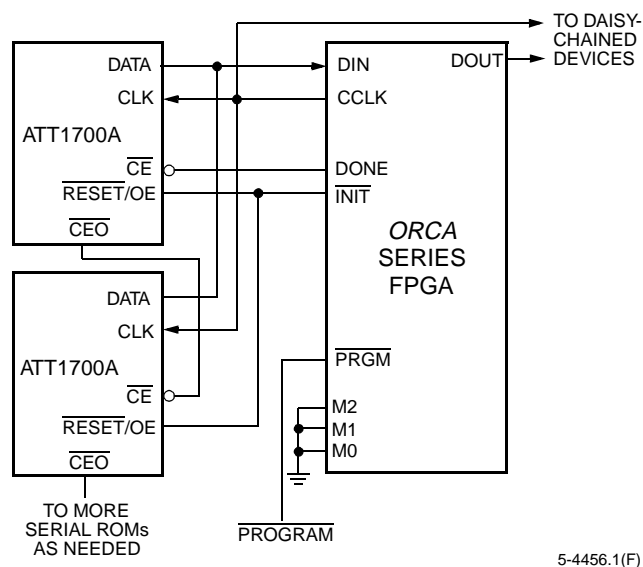 TO DAISY-
CHAINED
DEVICES
DATA
CLK
ATT1700A
CE
RESET/OE
CEO
DIN
DOUT
CCLK
DONE
INIT
ORCA
SERIES
FPGA
PRGM
M2
M1
M0
DATA
CLK
ATT1700A
CE
RESET/OE
CEO
TO MORE
SERIAL ROMs
AS NEEDED
PROGRAM
5-4456.1(F)